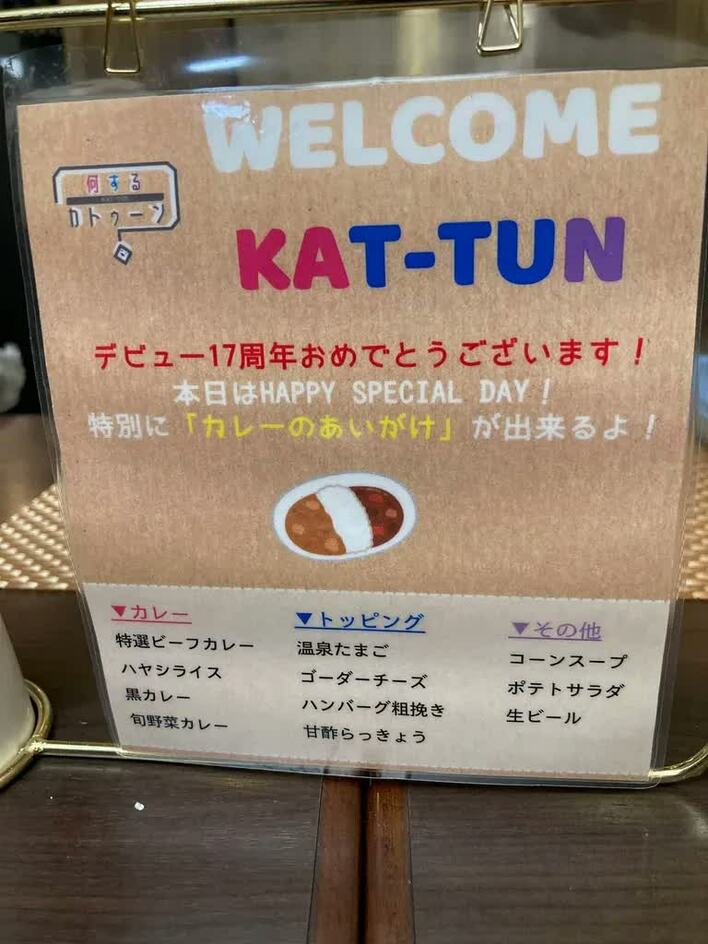 WELCOME
何する
カトゥーン
KAT-TUN
デビュー17周年おめでとうございます！
本日はHAPPY SPECIAL DAY！
特別に「カレーのあいがけ」が出来るよ！
▼カレー
特選ビーフカレー
ハヤシライス
黒カレー
旬野菜カレー
▼トッピング
温泉たまご
ゴーダーチーズ
ハンバーグ粗挽き
甘酢らっきょう
▼その他
コーンスープ
ポテトサラダ
生ビール